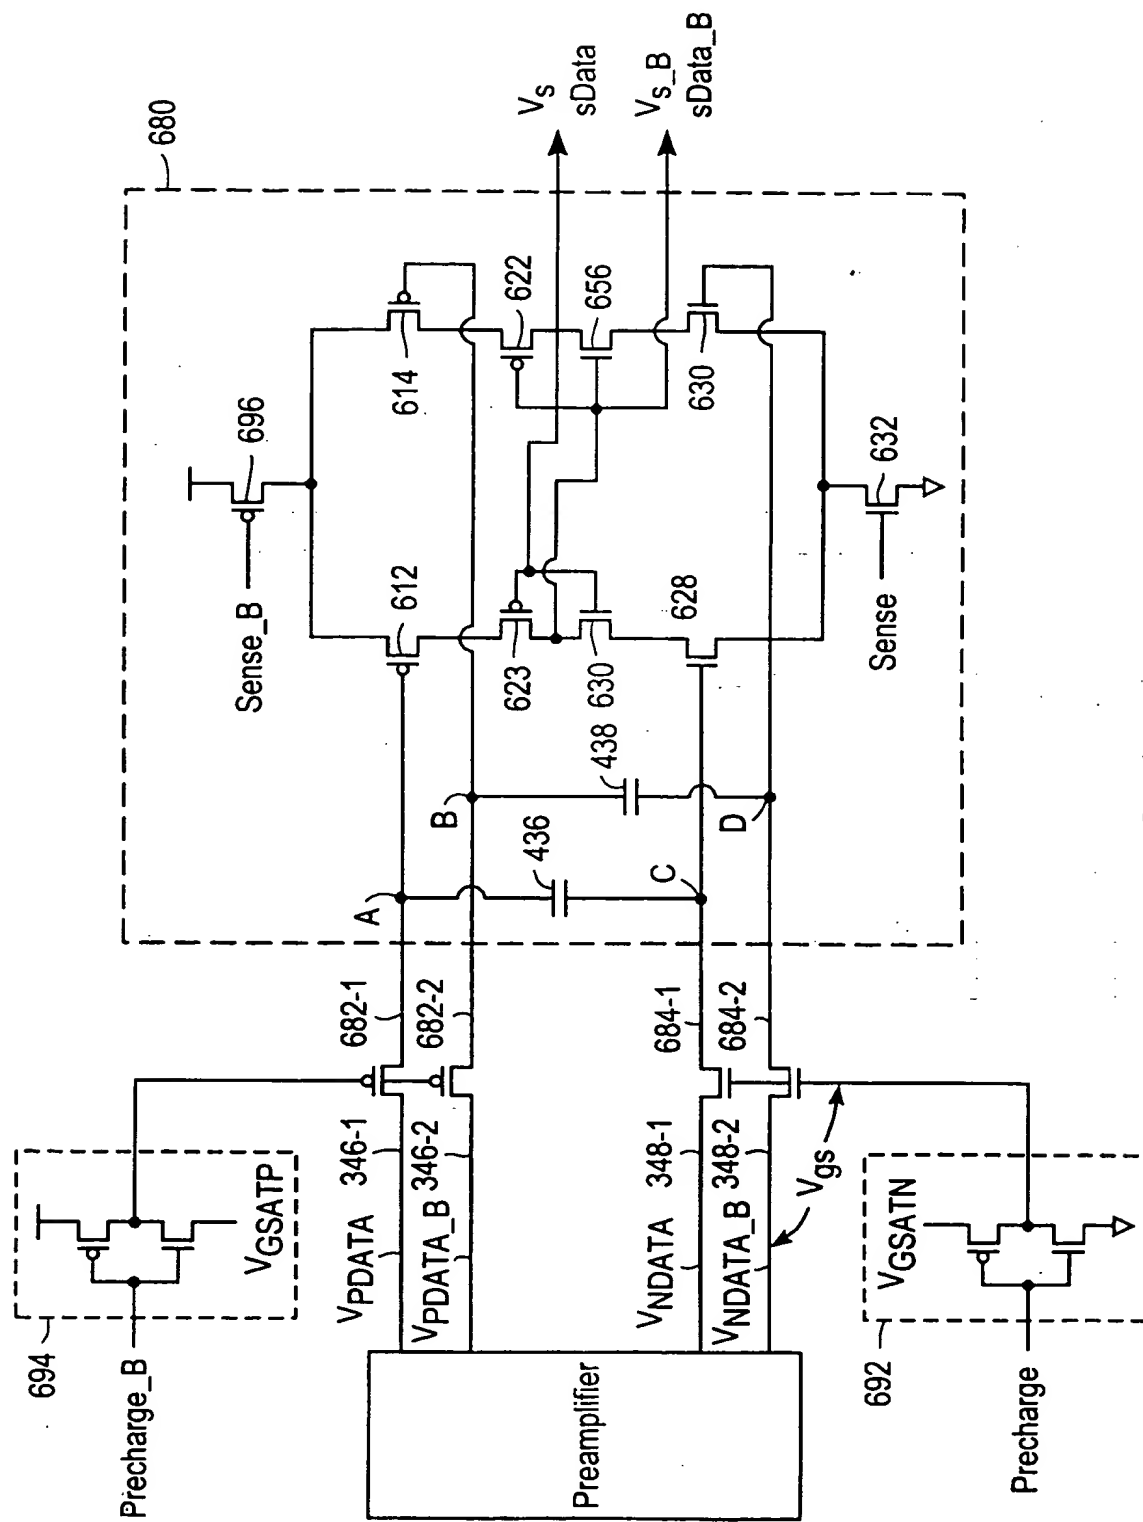 680
Vs
sData
Vs_B
sData_B
Sense_B
696
612
614
622
656
623
630
630
628
632
Sense
438
436
A
B
C
D
682-1
682-2
684-1
684-2
346-1
346-2
348-1
348-2
VPDATA
VPDATA_B
VNDATA
VNDATA_B
Vgs
694
Precharge_B
VGSATP
692
Precharge
VGSATN
Preamplifier